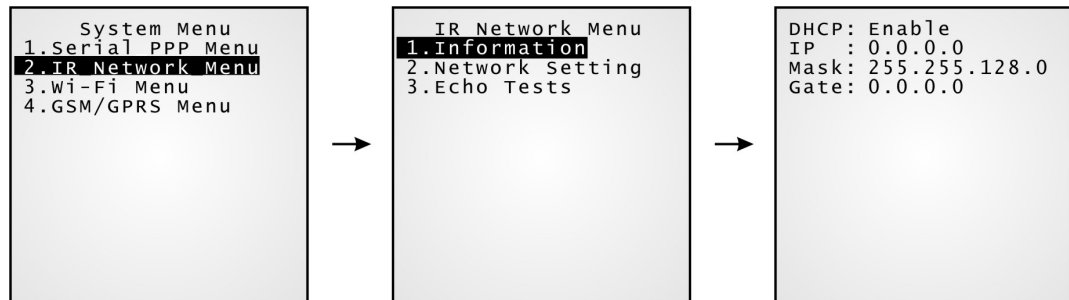 System Menu
1.Serial PPP Menu
2.IR Network Menu
3.Wi-Fi Menu
4.GSM/GPRS Menu
IR Network Menu
1.Information
2.Network Setting
3.Echo Tests
DHCP: Enable
IP  : 0.0.0.0
Mask: 255.255.128.0
Gate: 0.0.0.0